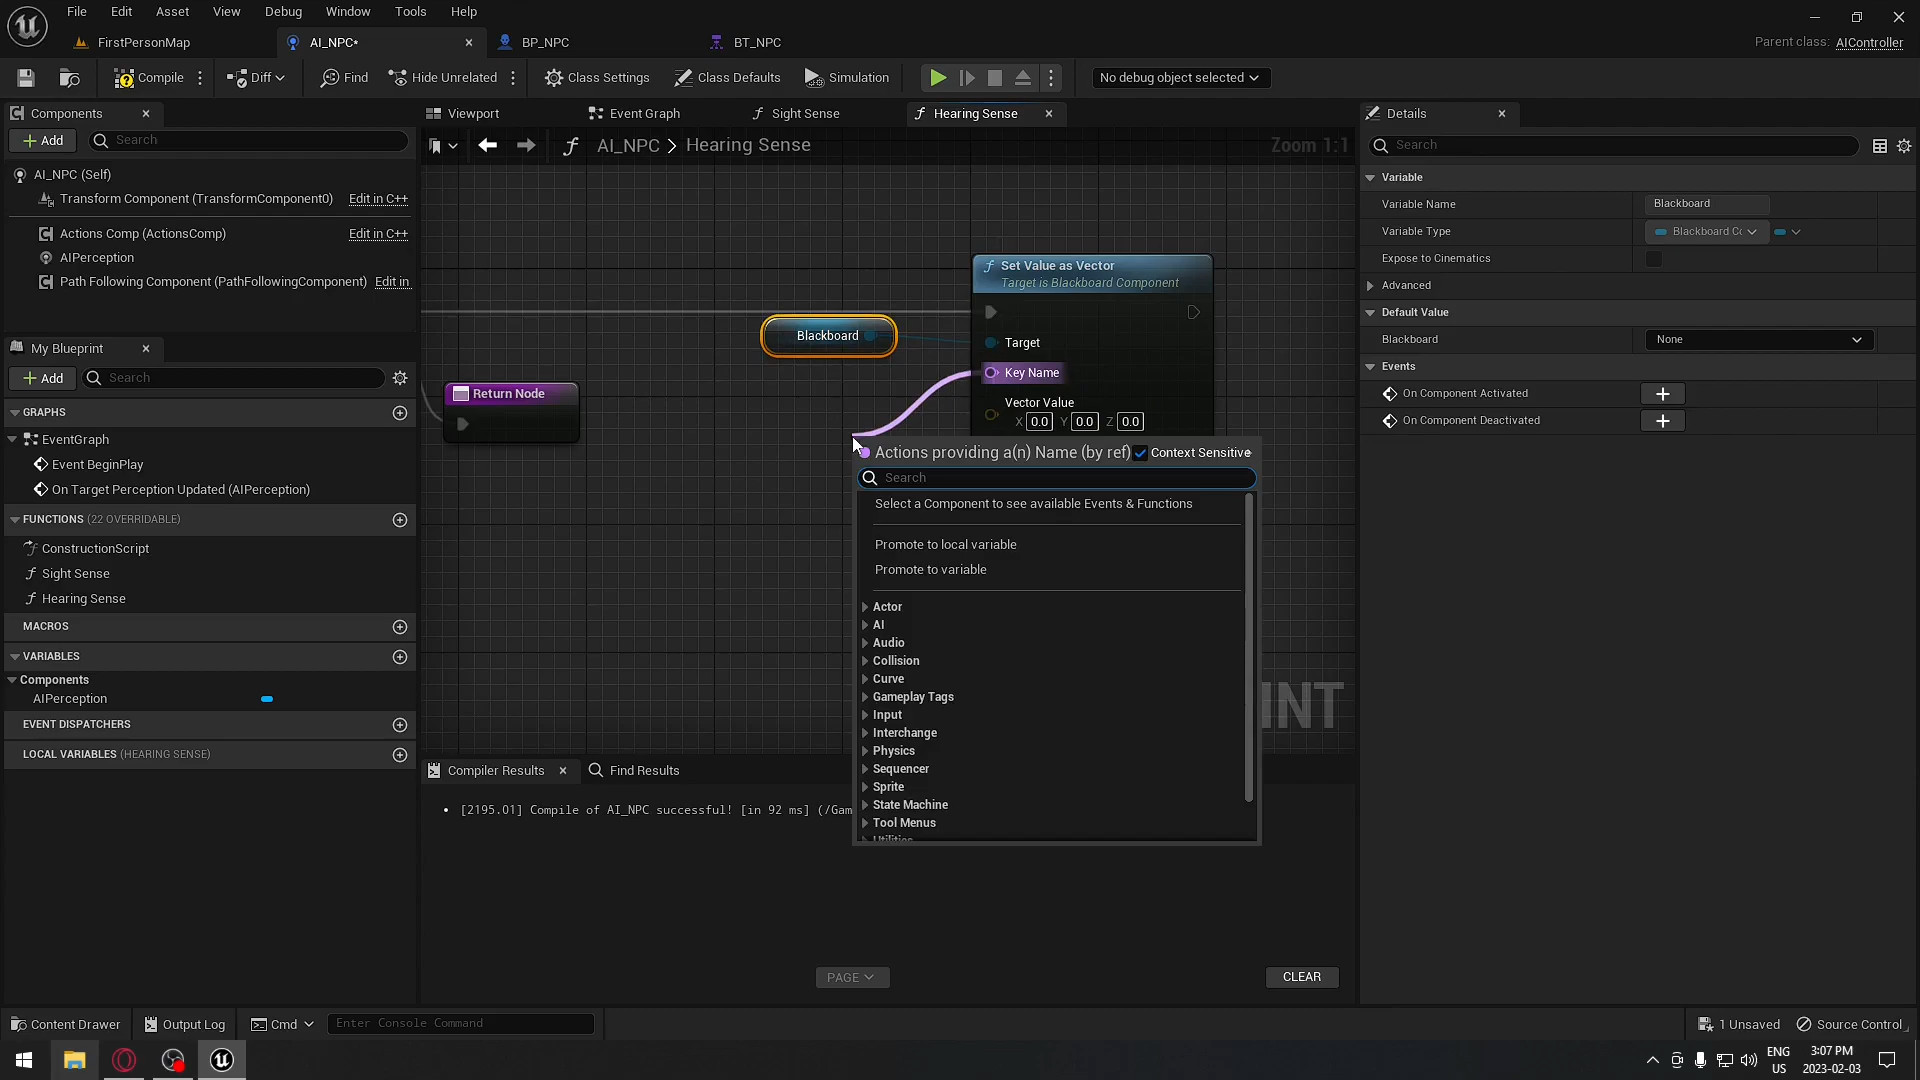 File Edit Asset View Debug Window Tools Help
FirstPersonMap AI_NPC* BP_NPC BT_NPC
Parent class: AIController
Compile Diff Find Hide Unrelated Class Settings Class Defaults Simulation No debug object selected
Components
Add Search
AI_NPC (Self)
Transform Component (TransformComponent0) Edit in C++
Actions Comp (ActionsComp) Edit in C++
AIPerception
Path Following Component (PathFollowingComponent) Edit in
My Blueprint
Add Search
GRAPHS
EventGraph
Event BeginPlay
On Target Perception Updated (AIPerception)
FUNCTIONS (22 OVERRIDABLE)
ConstructionScript
Sight Sense
Hearing Sense
MACROS
VARIABLES
Components
AIPerception
EVENT DISPATCHERS
LOCAL VARIABLES (HEARING SENSE)
Viewport Event Graph Sight Sense Hearing Sense
AI_NPC > Hearing Sense Zoom 1:1
Set Value as Vector
Target is Blackboard Component
Blackboard
Target
Key Name
Vector Value
X 0.0 Y 0.0 Z 0.0
Return Node
Actions providing a(n) Name (by ref) Context Sensitive
Search
Select a Component to see available Events & Functions
Promote to local variable
Promote to variable
Actor
AI
Audio
Collision
Curve
Gameplay Tags
Input
Interchange
Physics
Sequencer
Sprite
State Machine
Tool Menus
Utilities
INT
Compiler Results Find Results
• [2195.01] Compile of AI_NPC successful! [in 92 ms] (/Gam
PAGE
CLEAR
Details
Search
Variable
Variable Name Blackboard
Variable Type Blackboard Cc
Expose to Cinematics
Advanced
Default Value
Blackboard None
Events
On Component Activated
On Component Deactivated
Content Drawer Output Log Cmd Enter Console Command 1 Unsaved Source Control
ENG
US
3:07 PM
2023-02-03